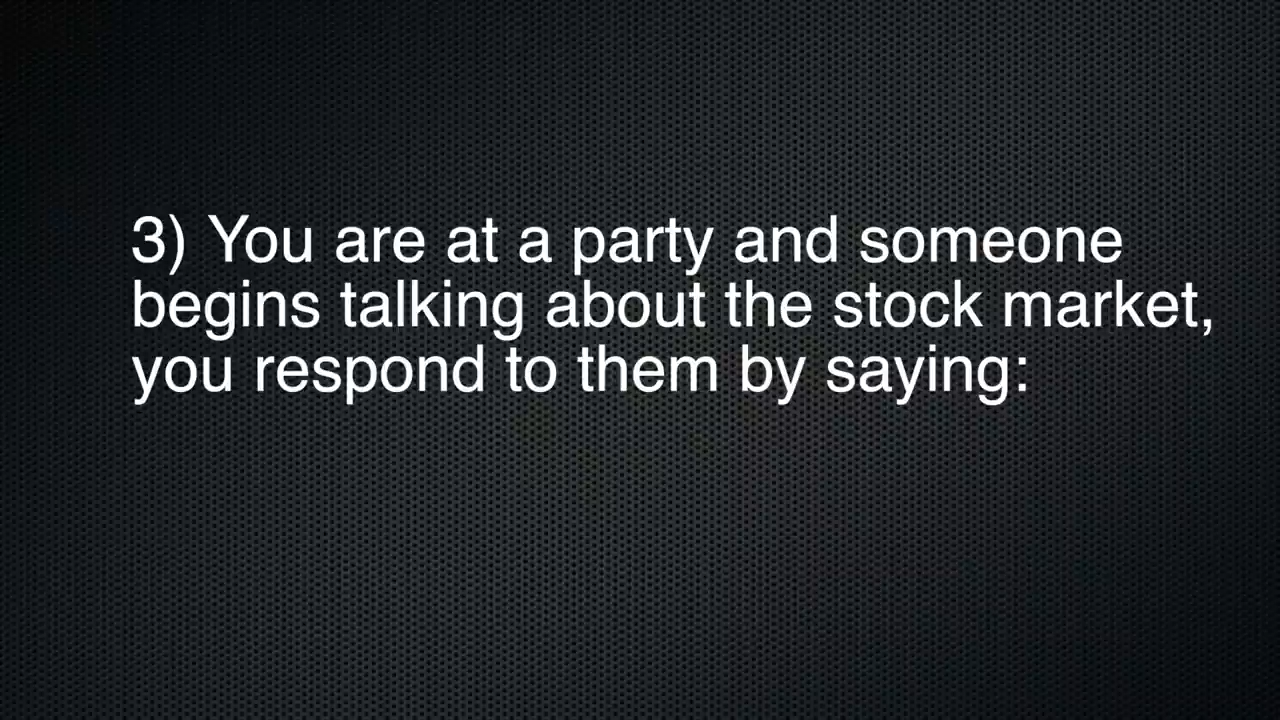 3) You are at a party and someone
begins talking about the stock market,
you respond to them by saying: